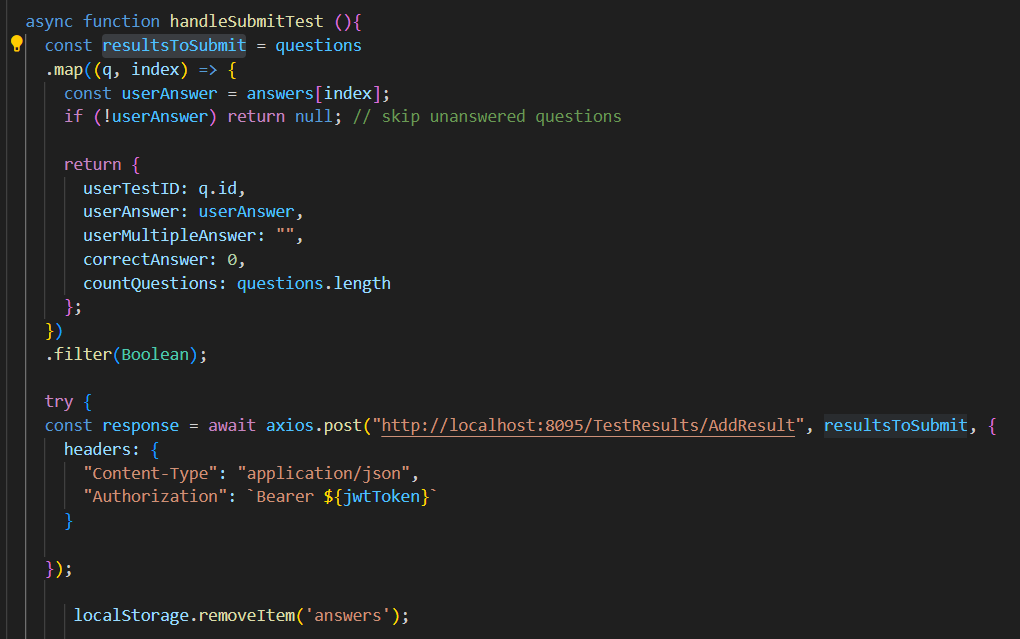 async function handleSubmitTest (){
const resultsToSubmit = questions
.map((q, index) => {
const userAnswer = answers[index];
if (!userAnswer) return null; // skip unanswered questions
return {
userTestID: q.id,
userAnswer: userAnswer,
userMultipleAnswer: "",
correctAnswer: 0,
countQuestions: questions.length
};
})
.filter(Boolean);
try {
const response = await axios.post("http://localhost:8095/TestResults/AddResult", resultsToSubmit, {
headers: {
"Content-Type": "application/json",
"Authorization": `Bearer ${jwtToken}`
}
});
localStorage.removeItem('answers');